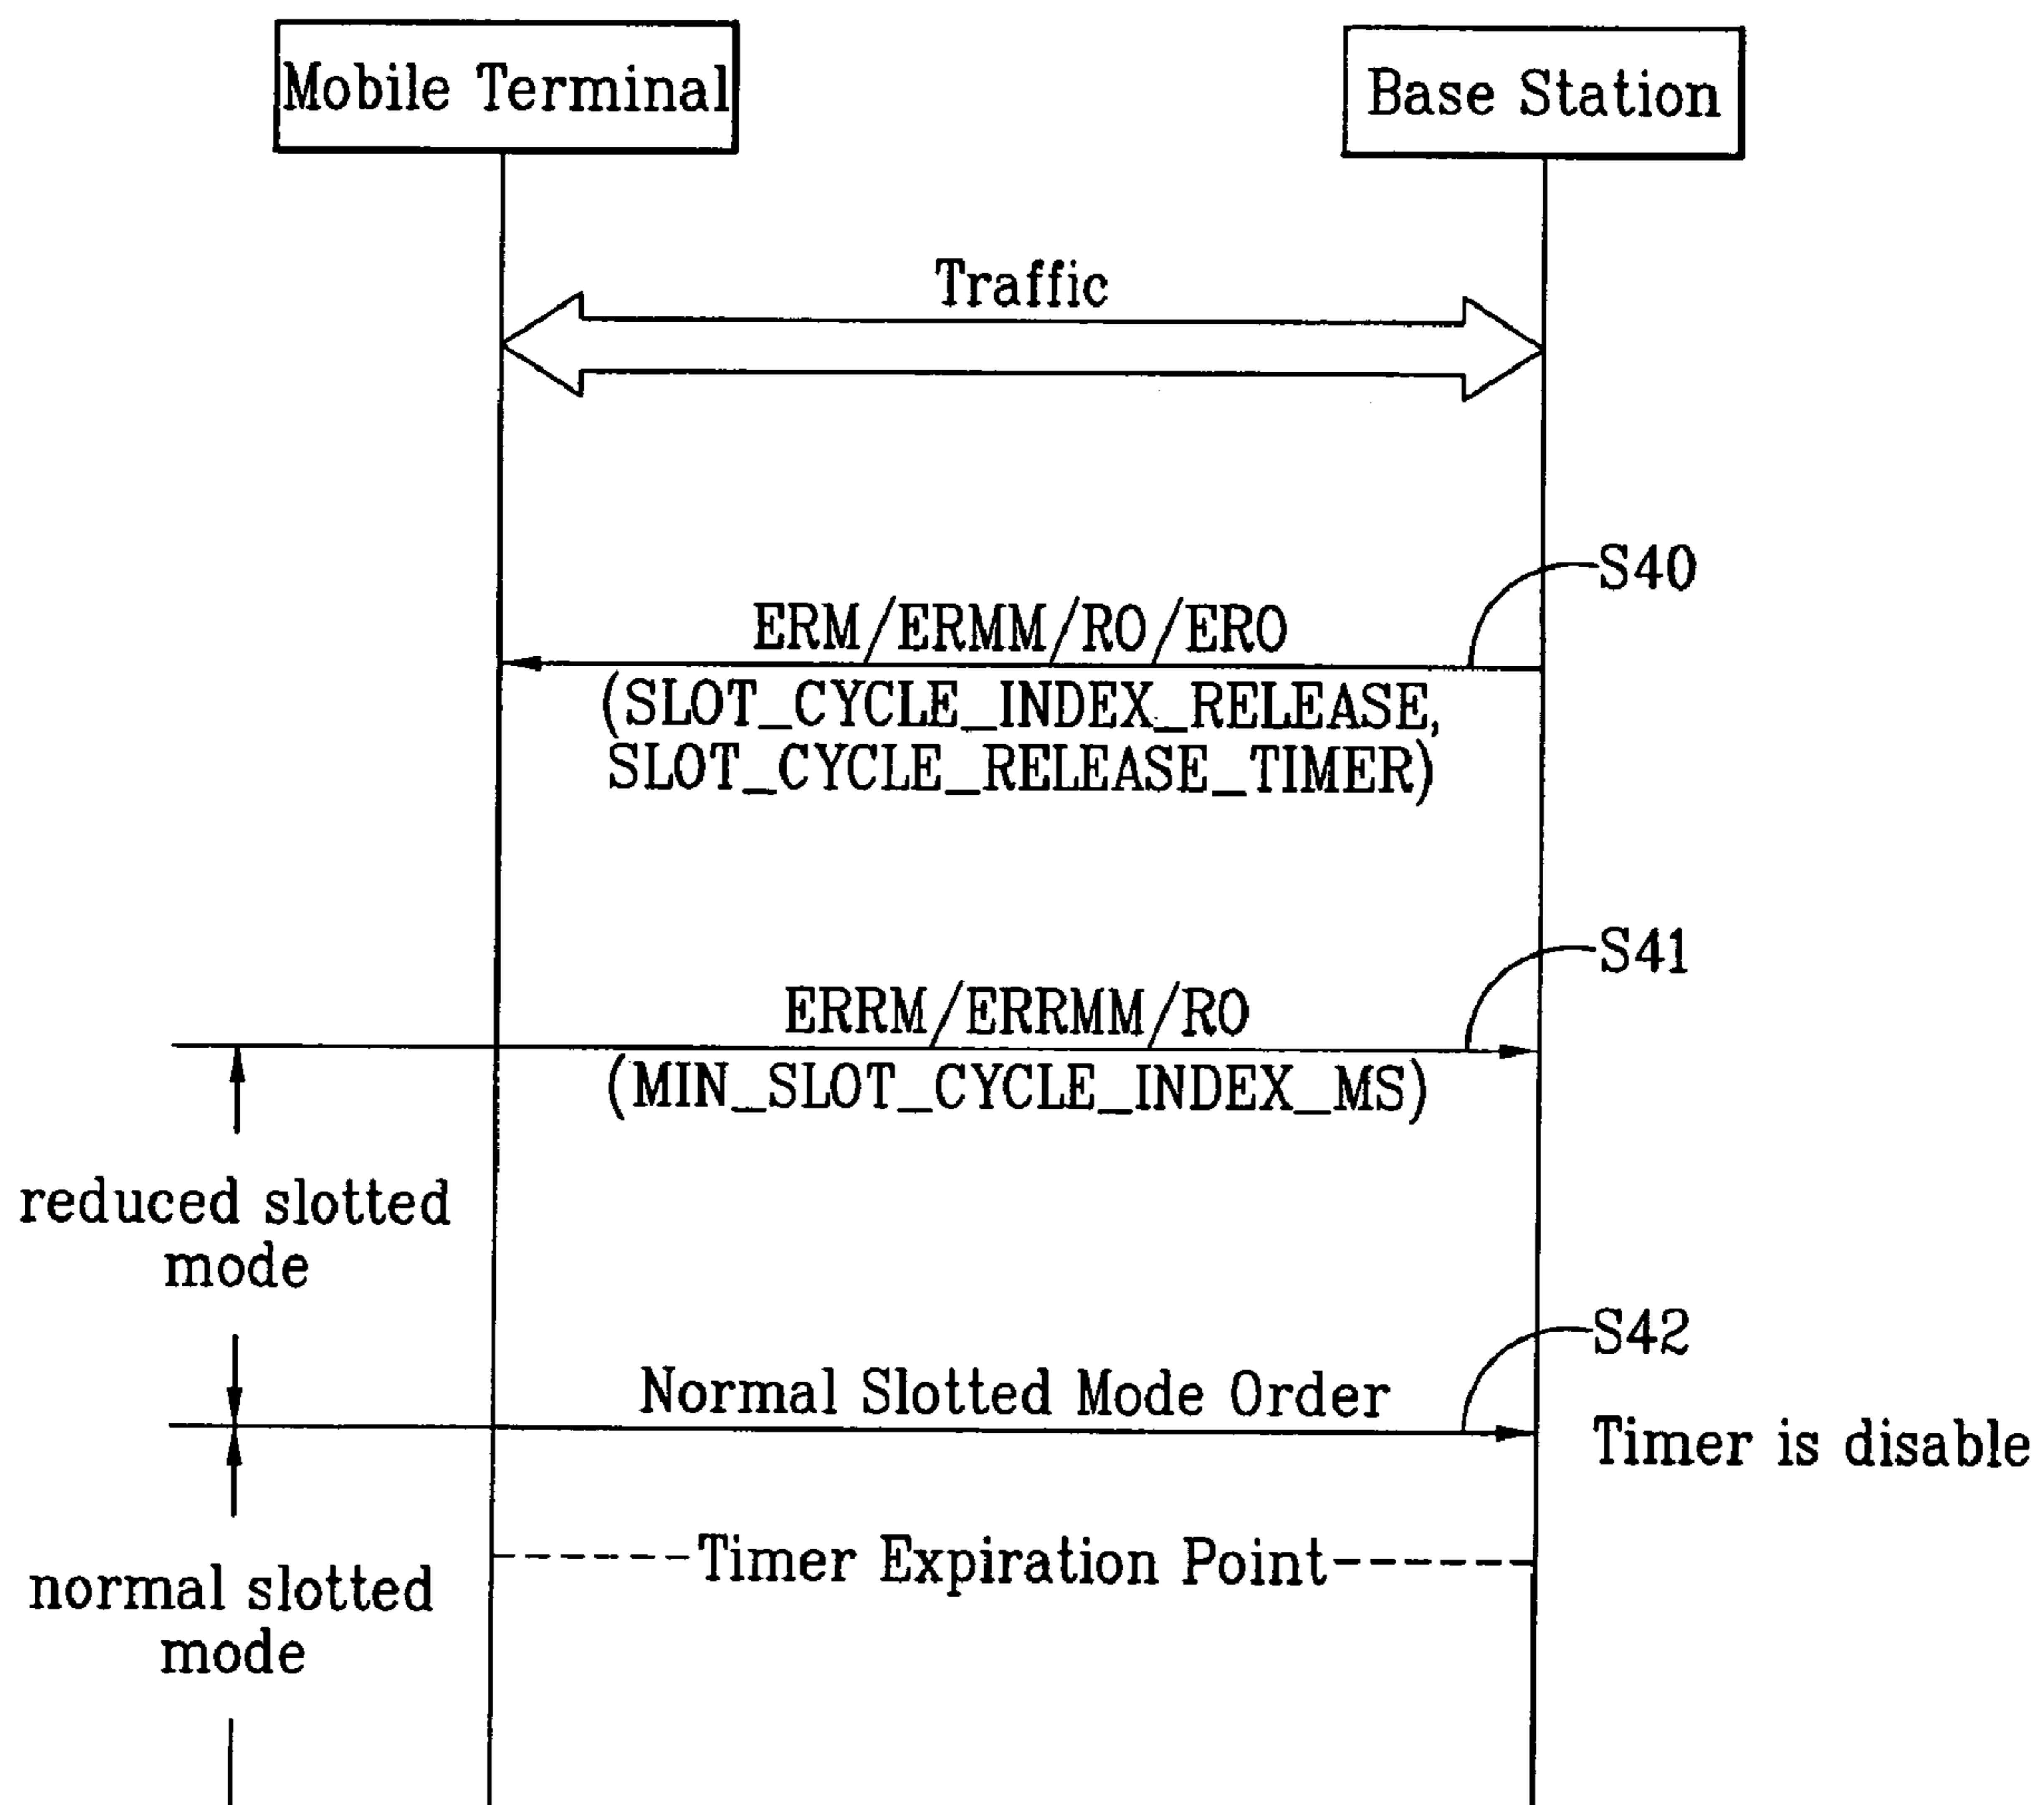 Mobile Terminal
Base Station
Traffic
S40
ERM/ERMM/RO/ERO
(SLOT_CYCLE_INDEX_RELEASE,
SLOT_CYCLE_RELEASE_TIMER)
S41
ERRM/ERRMM/RO
(MIN_SLOT_CYCLE_INDEX_MS)
reduced slotted
mode
S42
Normal Slotted Mode Order
Timer is disable
Timer Expiration Point
normal slotted
mode